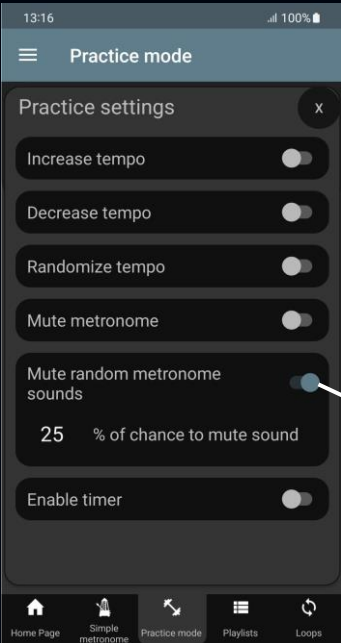 13:16
100%
Practice mode
Practice settings
x
Increase tempo
Decrease tempo
Randomize tempo
Mute metronome
Mute random metronome
sounds
25 % of chance to mute sound
Enable timer
Home Page
Simple
metronome
Practice mode
Playlists
Loops